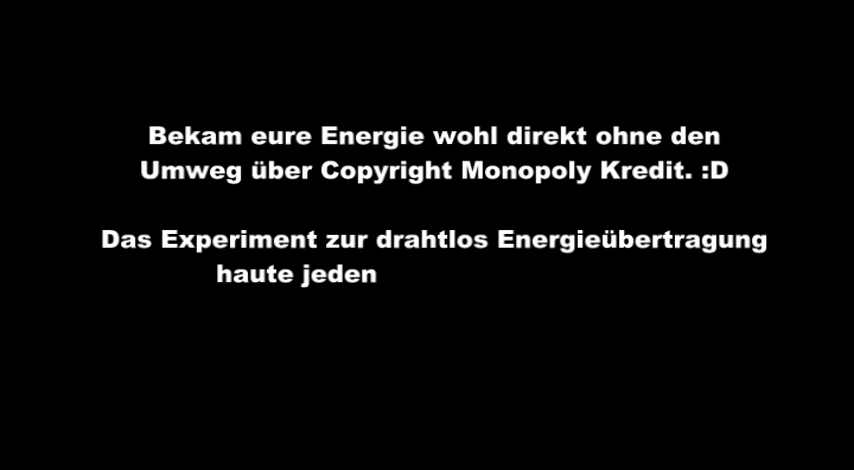 Bekam eure Energie wohl direkt ohne den
Umweg über Copyright Monopoly Kredit. :D
Das Experiment zur drahtlos Energieübertragung
haute jeden